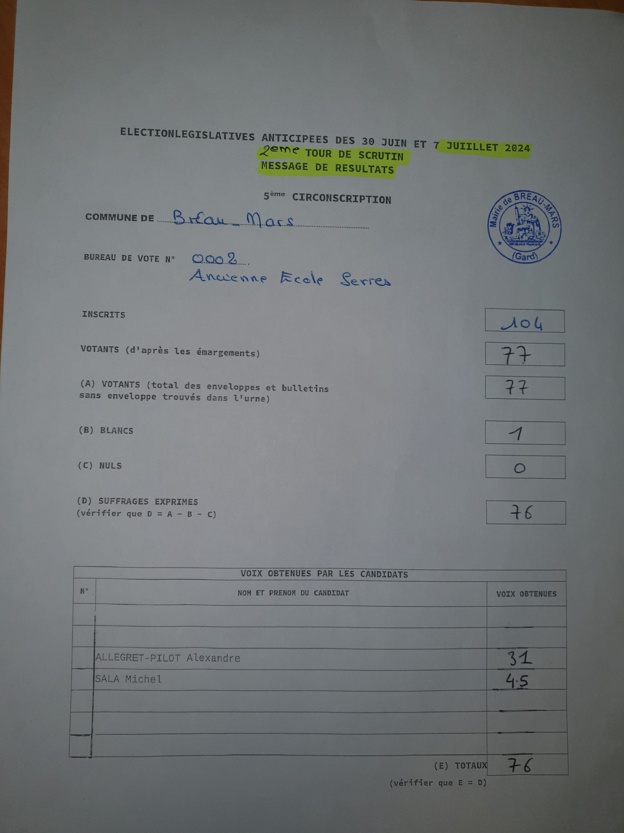 ELECTIONLEGISLATIVES ANTICIPEES DES 30 JUIN ET 7 JUIILLET 2024
2eme TOUR DE SCRUTIN
MESSAGE DE RESULTATS
5ème CIRCONSCRIPTION
COMMUNE DE Bréau-Mars
Mairie de BREAU-MARS
(Gard)
BUREAU DE VOTE N° 0002
Ancienne Ecole Serres
INSCRITS 104
VOTANTS (d'après les émargements) 77
(A) VOTANTS (total des enveloppes et bulletins 77
sans enveloppe trouvés dans l'urne)
(B) BLANCS 1
(C) NULS 0
(D) SUFFRAGES EXPRIMES 76
(vérifier que D = A - B - C)
VOIX OBTENUES PAR LES CANDIDATS
N° NOM ET PRENOM DU CANDIDAT VOIX OBTENUES
ALLEGRET-PILOT Alexandre 31
SALA Michel 45
(E) TOTAUX 76
(vérifier que E = D)